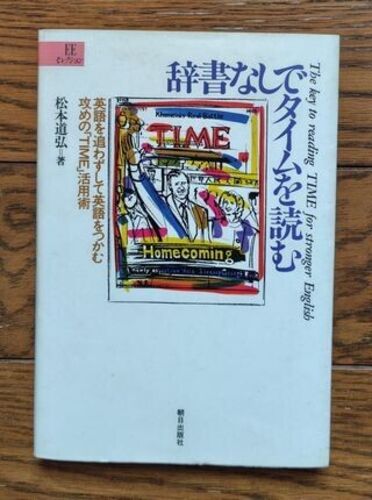 EE
セレクション
辞書なしでタイムを読む
The key to reading TIME for stronger English
英語を追わずして英語をつかむ
攻めの、「TIME」活用術
松本道弘=著
TIME
Homecoming
朝日出版社